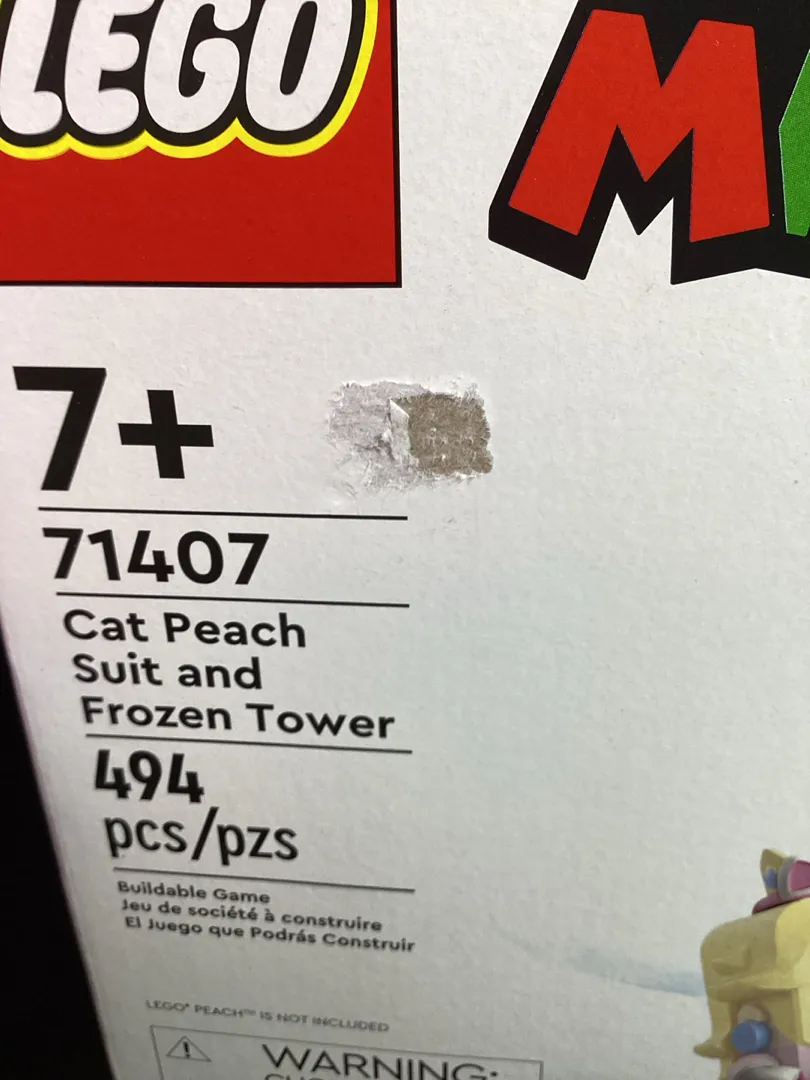 LEGO
M
7+
71407
Cat Peach
Suit and
Frozen Tower
494
pcs/pzs
Buildable Game
Jeu de société à construire
El Juego que Podrás Construir
LEGO® PEACH™ IS NOT INCLUDED
WARNING: